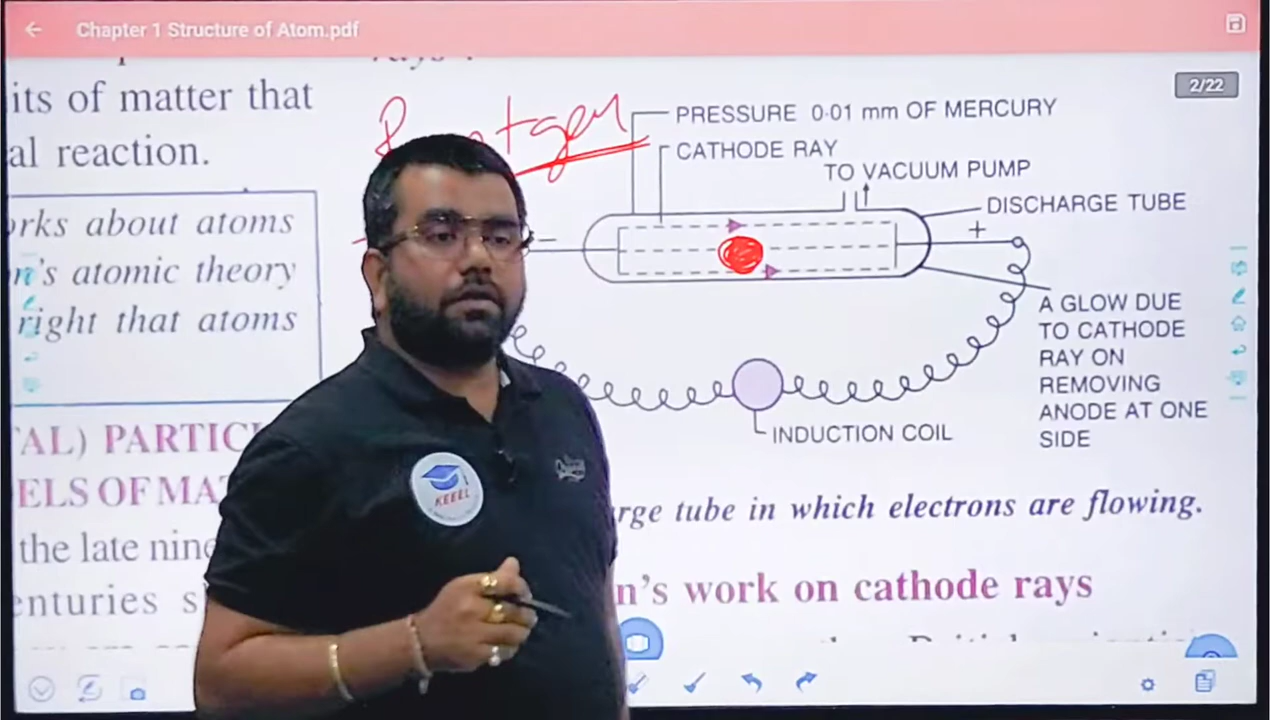 Chapter 1 Structure of Atom.pdf
2/22
its of matter that
al reaction.
orks about atoms
n's atomic theory
right that atoms
TAL) PARTIC
ELS OF MA
the late nine
enturies s
PRESSURE 0·01 mm OF MERCURY
CATHODE RAY
TO VACUUM PUMP
DISCHARGE TUBE
+
−
A GLOW DUE
TO CATHODE
RAY ON
REMOVING
ANODE AT ONE
SIDE
INDUCTION COIL
rge tube in which electrons are flowing.
n's work on cathode rays
KEEEL